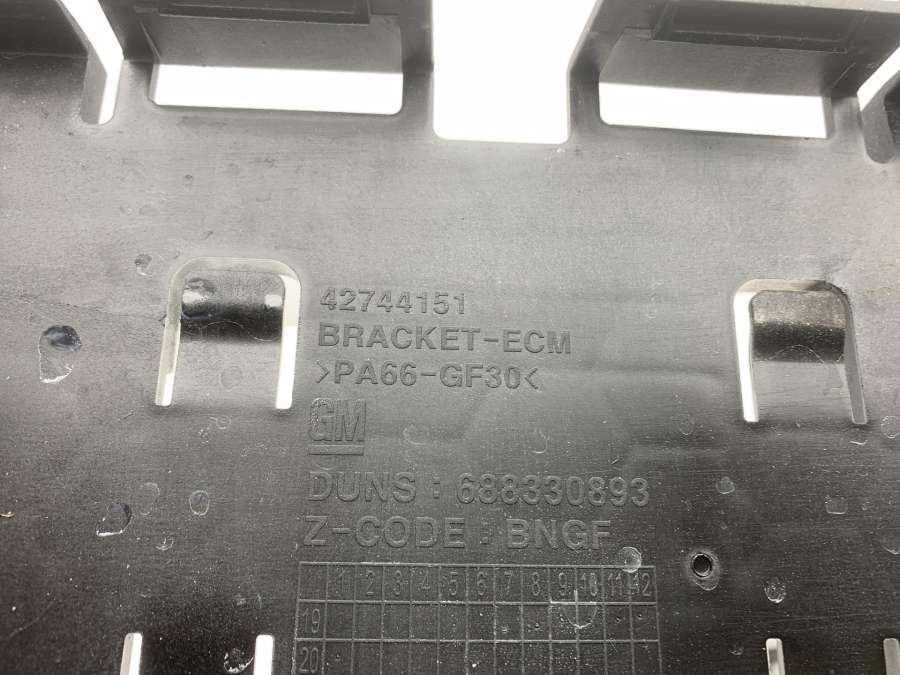 42744151
BRACKET-ECM
>PA66-GF30<
GM
DUNS : 688330893
Z-CODE : BNGF
1 2 3 4 5 6 7 8 9 10 11 12
19
20